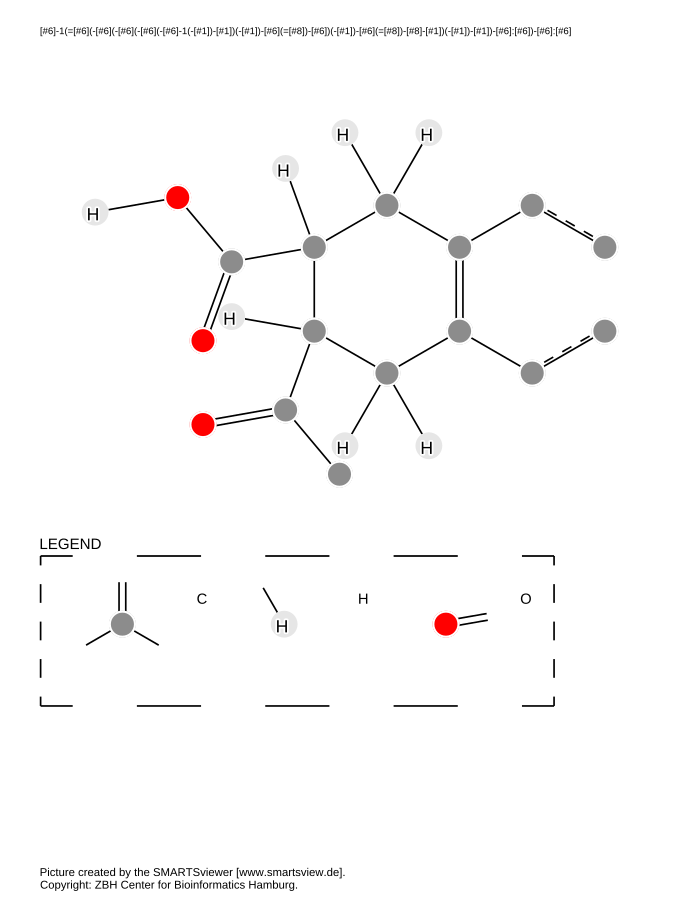 [#6]-1(=[#6](-[#6](-[#6](-[#6](-[#6]-1(-[#1])-[#1])(-[#1])-[#6](=[#8])-[#6])(-[#1])-[#6](=[#8])-[#8]-[#1])(-[#1])-[#1])-[#6]:[#6])-[#6]:[#6]
H H
H
H
H
H H
LEGEND
C H O
H
Picture created by the SMARTSviewer [www.smartsview.de].
Copyright: ZBH Center for Bioinformatics Hamburg.